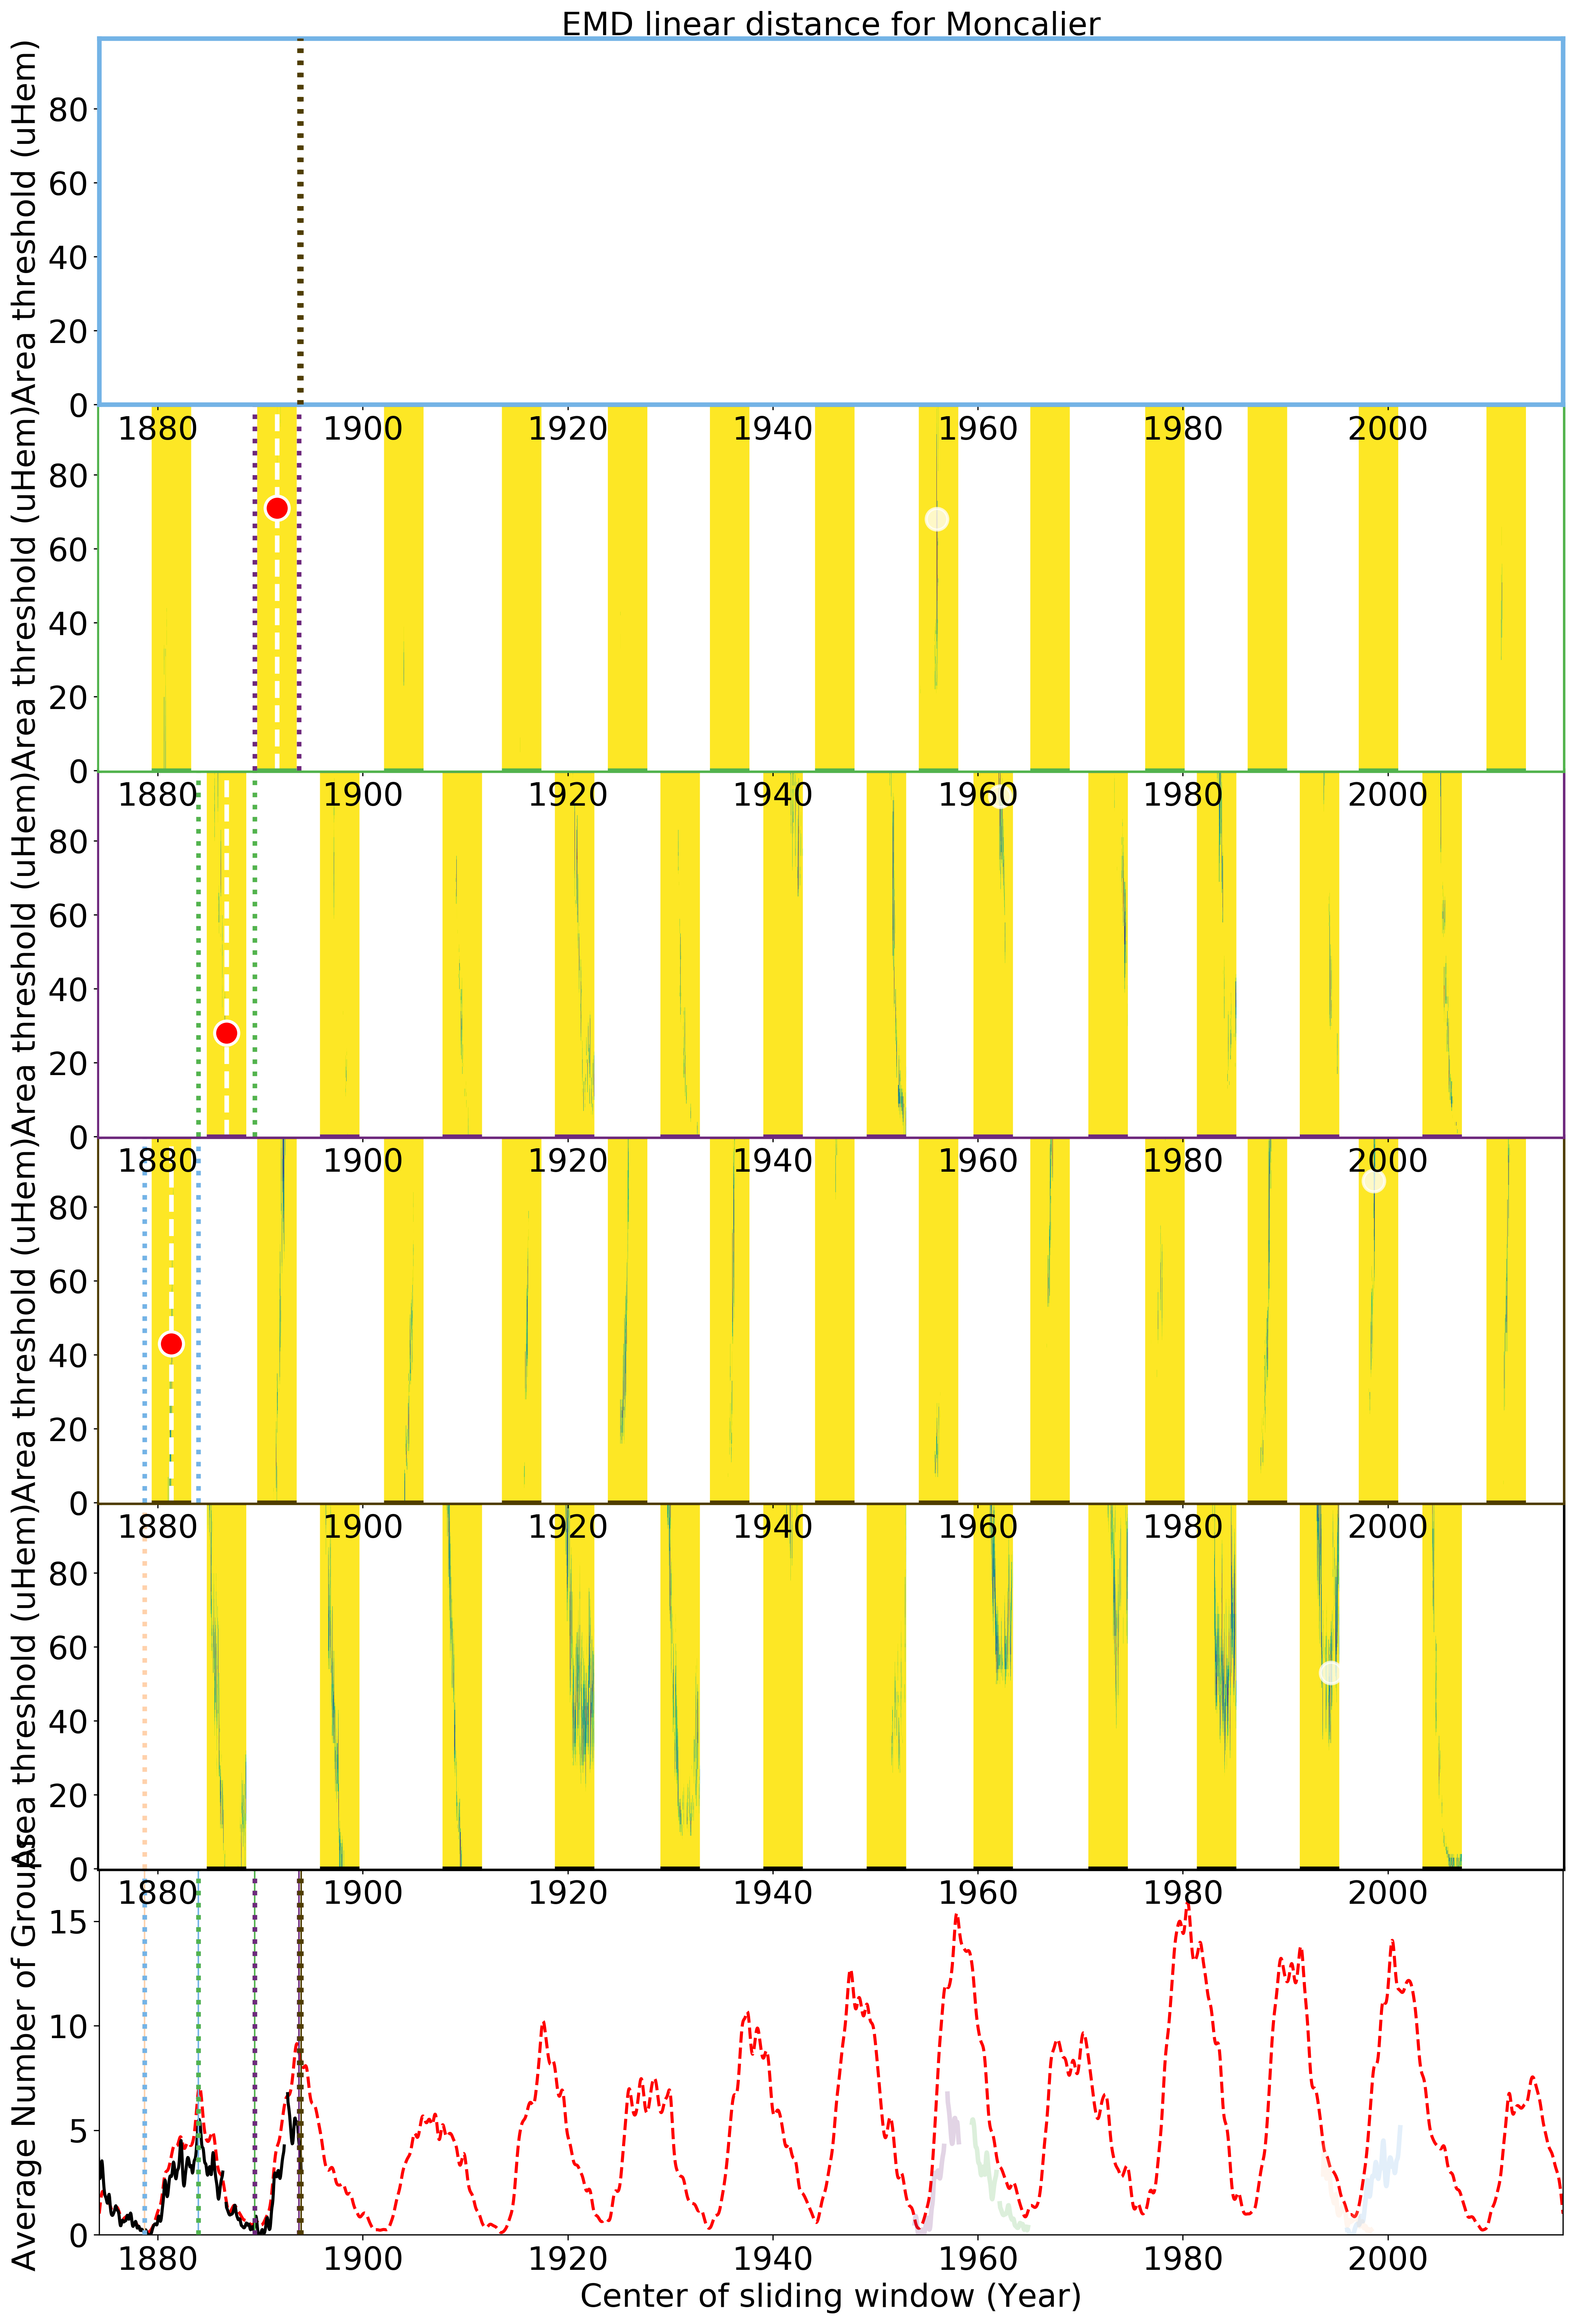 EMD linear distance for Moncalier
Area threshold (uHem)
80
60
40
20
0
1880 1900 1920 1940 1960 1980 2000
Area threshold (uHem)
80
60
40
20
0
1880 1900 1920 1940 1960 1980 2000
Area threshold (uHem)
80
60
40
20
0
1880 1900 1920 1940 1960 1980 2000
Area threshold (uHem)
80
60
40
20
0
1880 1900 1920 1940 1960 1980 2000
Area threshold (uHem)
80
60
40
20
0
1880 1900 1920 1940 1960 1980 2000
Average Number of Groups
15
10
5
0
1880 1900 1920 1940 1960 1980 2000
Center of sliding window (Year)